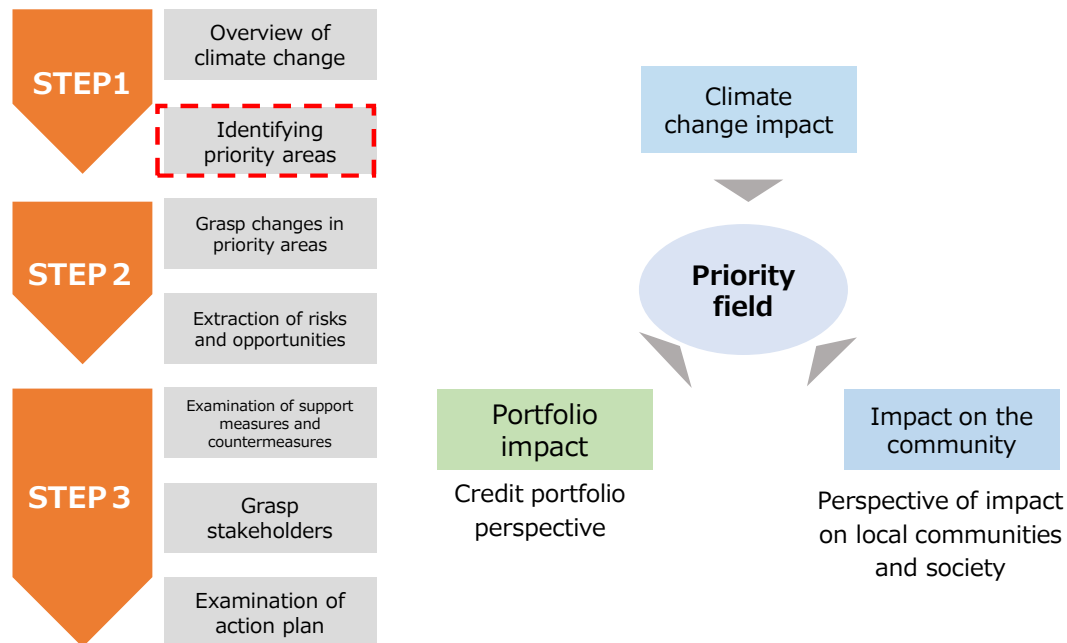 STEP1
Overview of
climate change
Identifying
priority areas
STEP 2
Grasp changes in
priority areas
Extraction of risks
and opportunities
STEP 3
Examination of support
measures and
countermeasures
Grasp
stakeholders
Examination of
action plan
Climate
change impact
Priority
field
Portfolio
impact
Credit portfolio
perspective
Impact on the
community
Perspective of impact
on local communities
and society